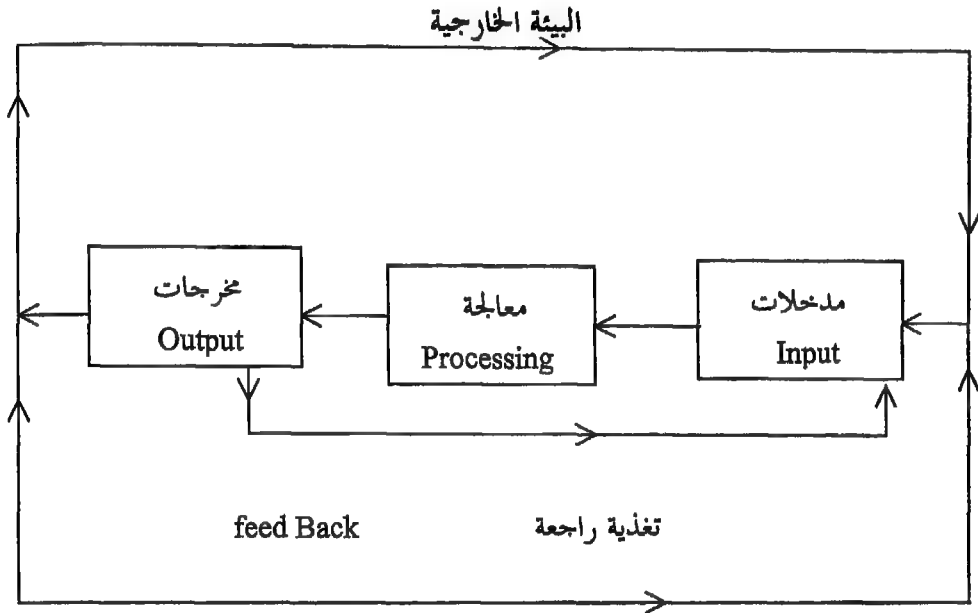 البيئة الخارجية
مدخلات
Input
معالجة
Processing
مخرجات
Output
تغذية راجعة
feed Back